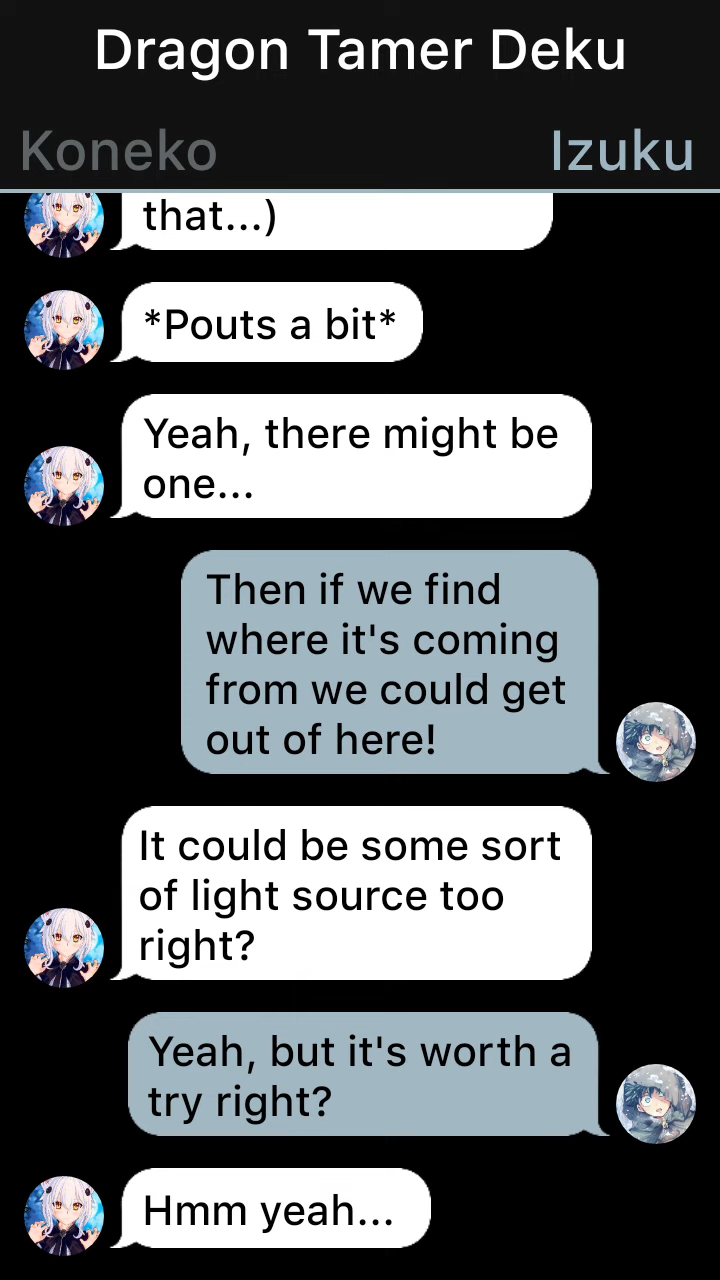 Dragon Tamer Deku
Koneko
Izuku
that...)
*Pouts a bit*
Yeah, there might be
one...
Then if we find
where it's coming
from we could get
out of here!
It could be some sort
of light source too
right?
Yeah, but it's worth a
try right?
Hmm yeah...